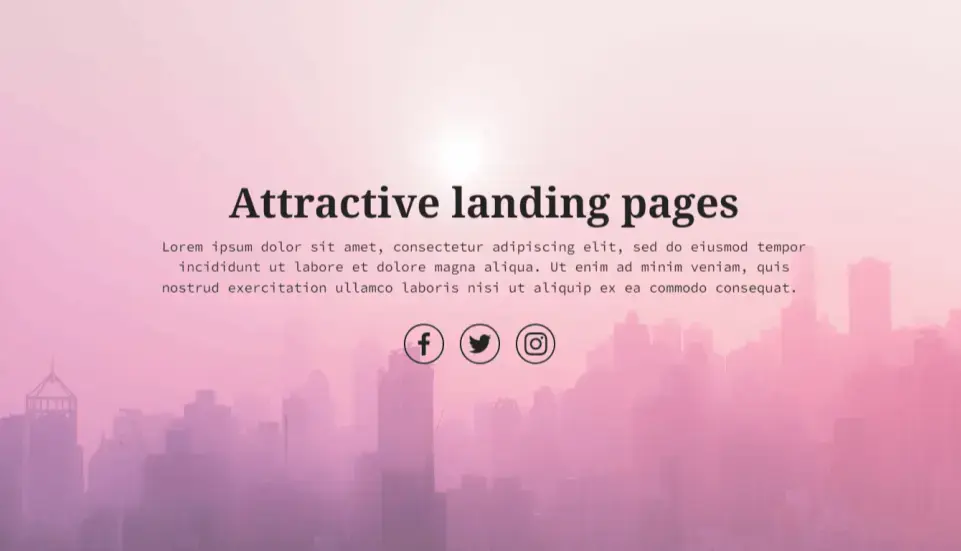 Attractive landing pages
Lorem ipsum dolor sit amet, consectetur adipiscing elit, sed do eiusmod tempor
incididunt ut labore et dolore magna aliqua. Ut enim ad minim veniam, quis
nostrud exercitation ullamco laboris nisi ut aliquip ex ea commodo consequat.